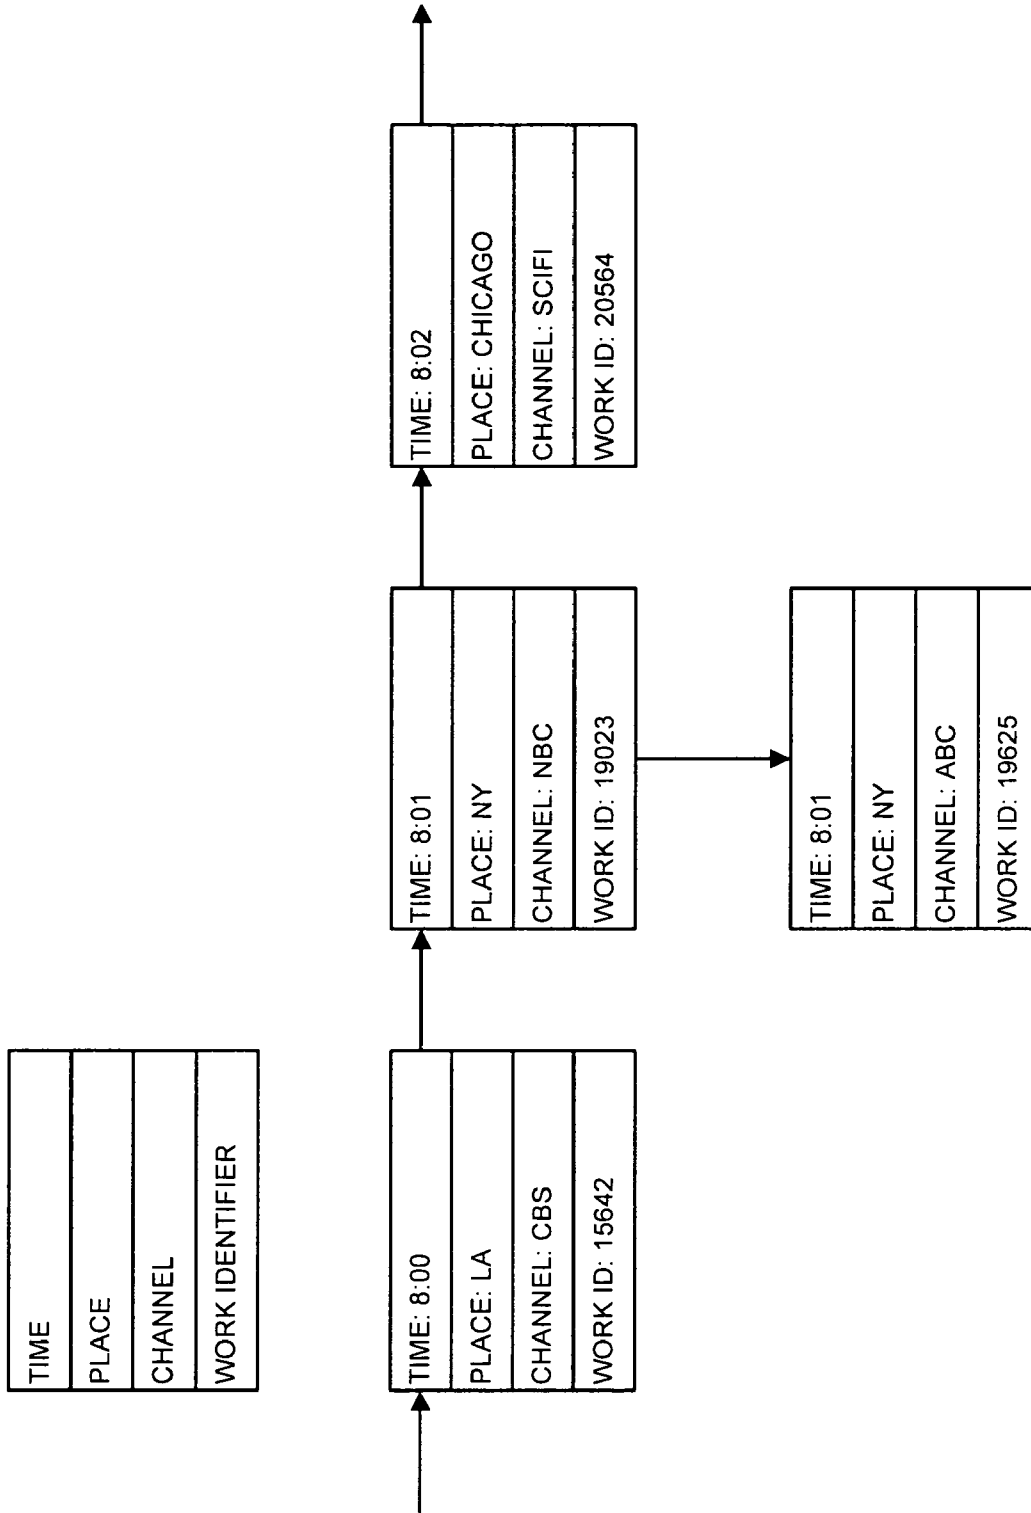 TIME
PLACE
CHANNEL
WORK IDENTIFIER
TIME: 8:00
PLACE: LA
CHANNEL: CBS
WORK ID: 15642
TIME: 8:01
PLACE: NY
CHANNEL: NBC
WORK ID: 19023
TIME: 8:02
PLACE: CHICAGO
CHANNEL: SCIFI
WORK ID: 20564
TIME: 8:01
PLACE: NY
CHANNEL: ABC
WORK ID: 19625